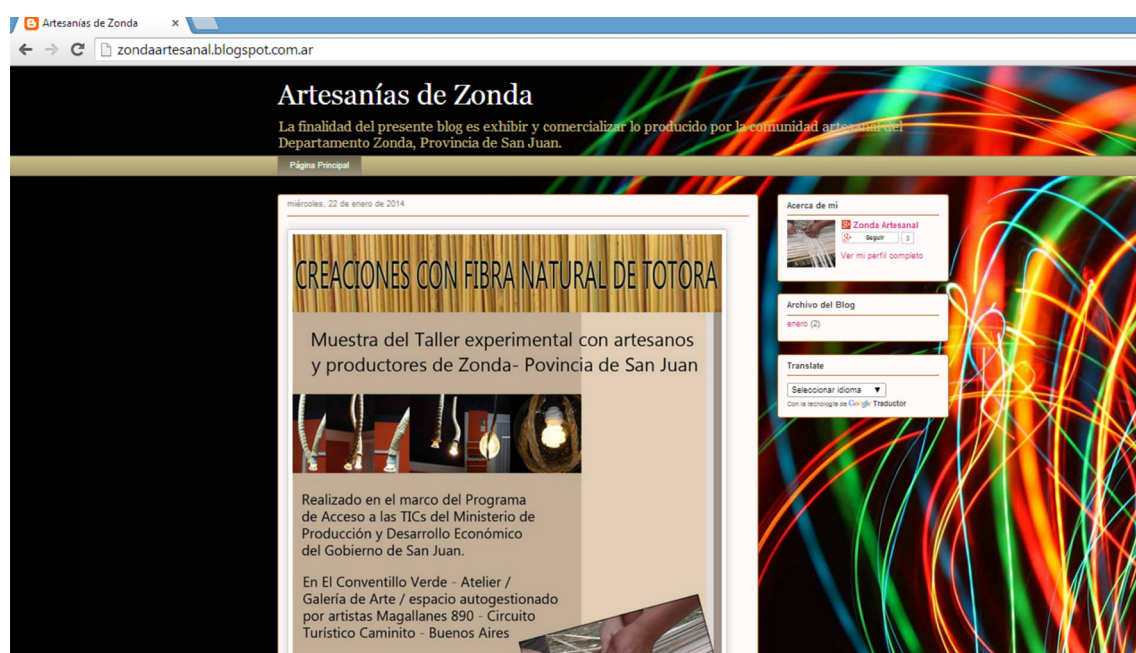 Artesanías de Zonda
zondaartesanal.blogspot.com.ar
Artesanías de Zonda
La finalidad del presente blog es exhibir y comercializar lo producido por la comunidad artesanal del
Departamento Zonda, Provincia de San Juan.
Página Principal
miércoles, 22 de enero de 2014
CREACIONES CON FIBRA NATURAL DE TOTORA
Muestra del Taller experimental con artesanos
y productores de Zonda- Povincia de San Juan
Realizado en el marco del Programa
de Acceso a las TICs del Ministerio de
Producción y Desarrollo Económico
del Gobierno de San Juan.
En El Conventillo Verde - Atelier /
Galería de Arte / espacio autogestionado
por artistas Magallanes 890 - Circuito
Turístico Caminito - Buenos Aires
Acerca de mi
Zonda Artesanal
Seguir
Ver mi perfil completo
Archivo del Blog
enero (2)
Translate
Seleccionar idioma
Con la tecnología de Google Traductor